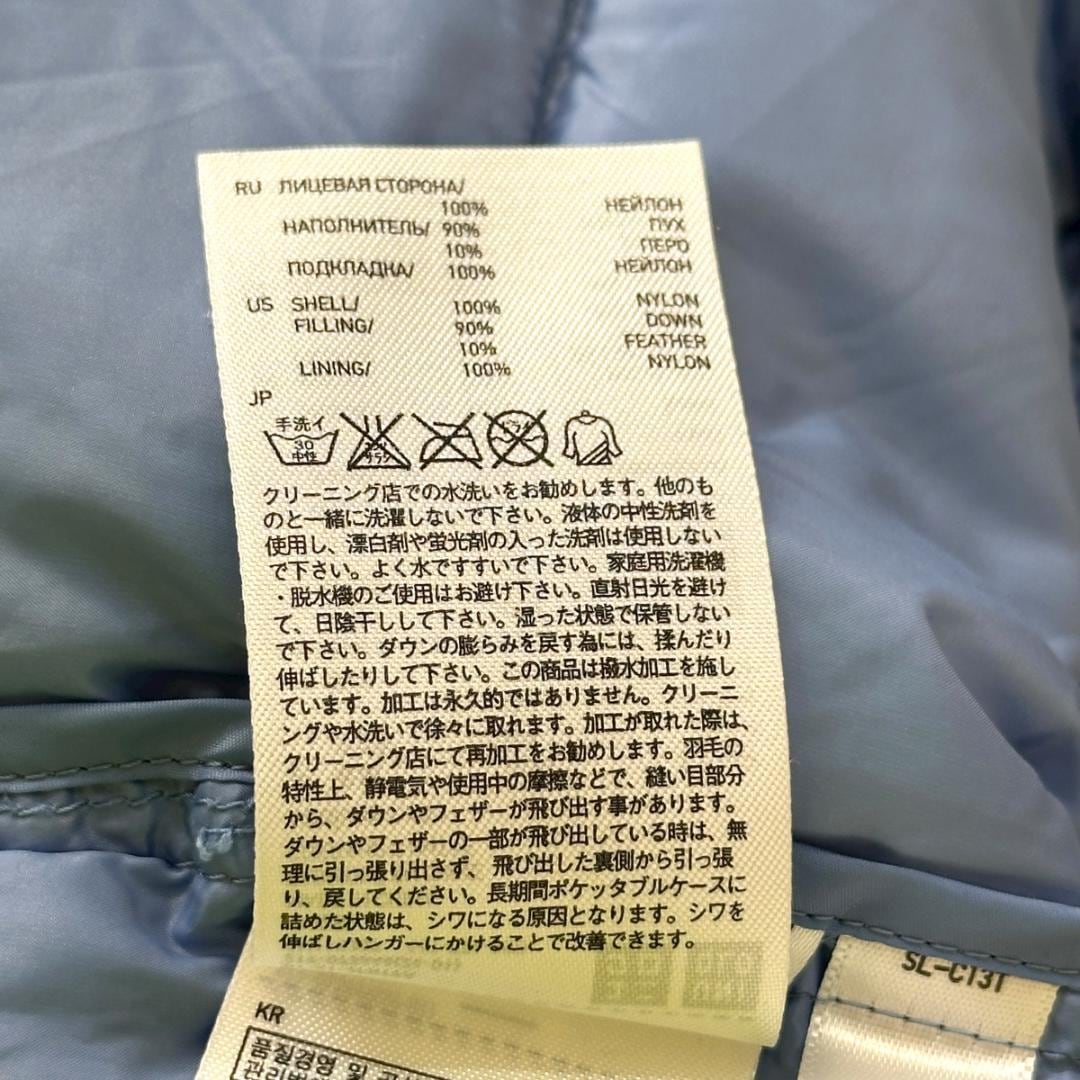 RU ЛИЦЕВАЯ СТОРОНА/
100% НЕЙЛОН
НАПОЛНИТЕЛЬ/ 90% ПУХ
10% ПЕРО
ПОДКЛАДКА/ 100% НЕЙЛОН
US SHELL/ 100% NYLON
FILLING/ 90% DOWN
10% FEATHER
LINING/ 100% NYLON
JP
手洗イ
30
中性
ドライ
クリーニング店での水洗いをお勧めします。他のも
のと一緒に洗濯しないで下さい。液体の中性洗剤を
使用し、漂白剤や蛍光剤の入った洗剤は使用しない
で下さい。よく水ですすいで下さい。家庭用洗濯機
・脱水機のご使用はお避け下さい。直射日光を避け
て、日陰干しして下さい。湿った状態で保管しない
で下さい。ダウンの膨らみを戻す為には、揉んだり
伸ばしたりして下さい。この商品は撥水加工を施し
ています。加工は永久的ではありません。クリーニ
ングや水洗いで徐々に取れます。加工が取れた際は、
クリーニング店にて再加工をお勧めします。羽毛の
特性上、静電気や使用中の摩擦などで、縫い目部分
から、ダウンやフェザーが飛び出す事があります。
ダウンやフェザーの一部が飛び出している時は、無
理に引っ張り出さず、飛び出した裏側から引っ張
り、戻してください。長期間ポケッタブルケースに
詰めた状態は、シワになる原因となります。シワを
伸ばしハンガーにかけることで改善できます。
SL-C13T
KR
품질경영 및